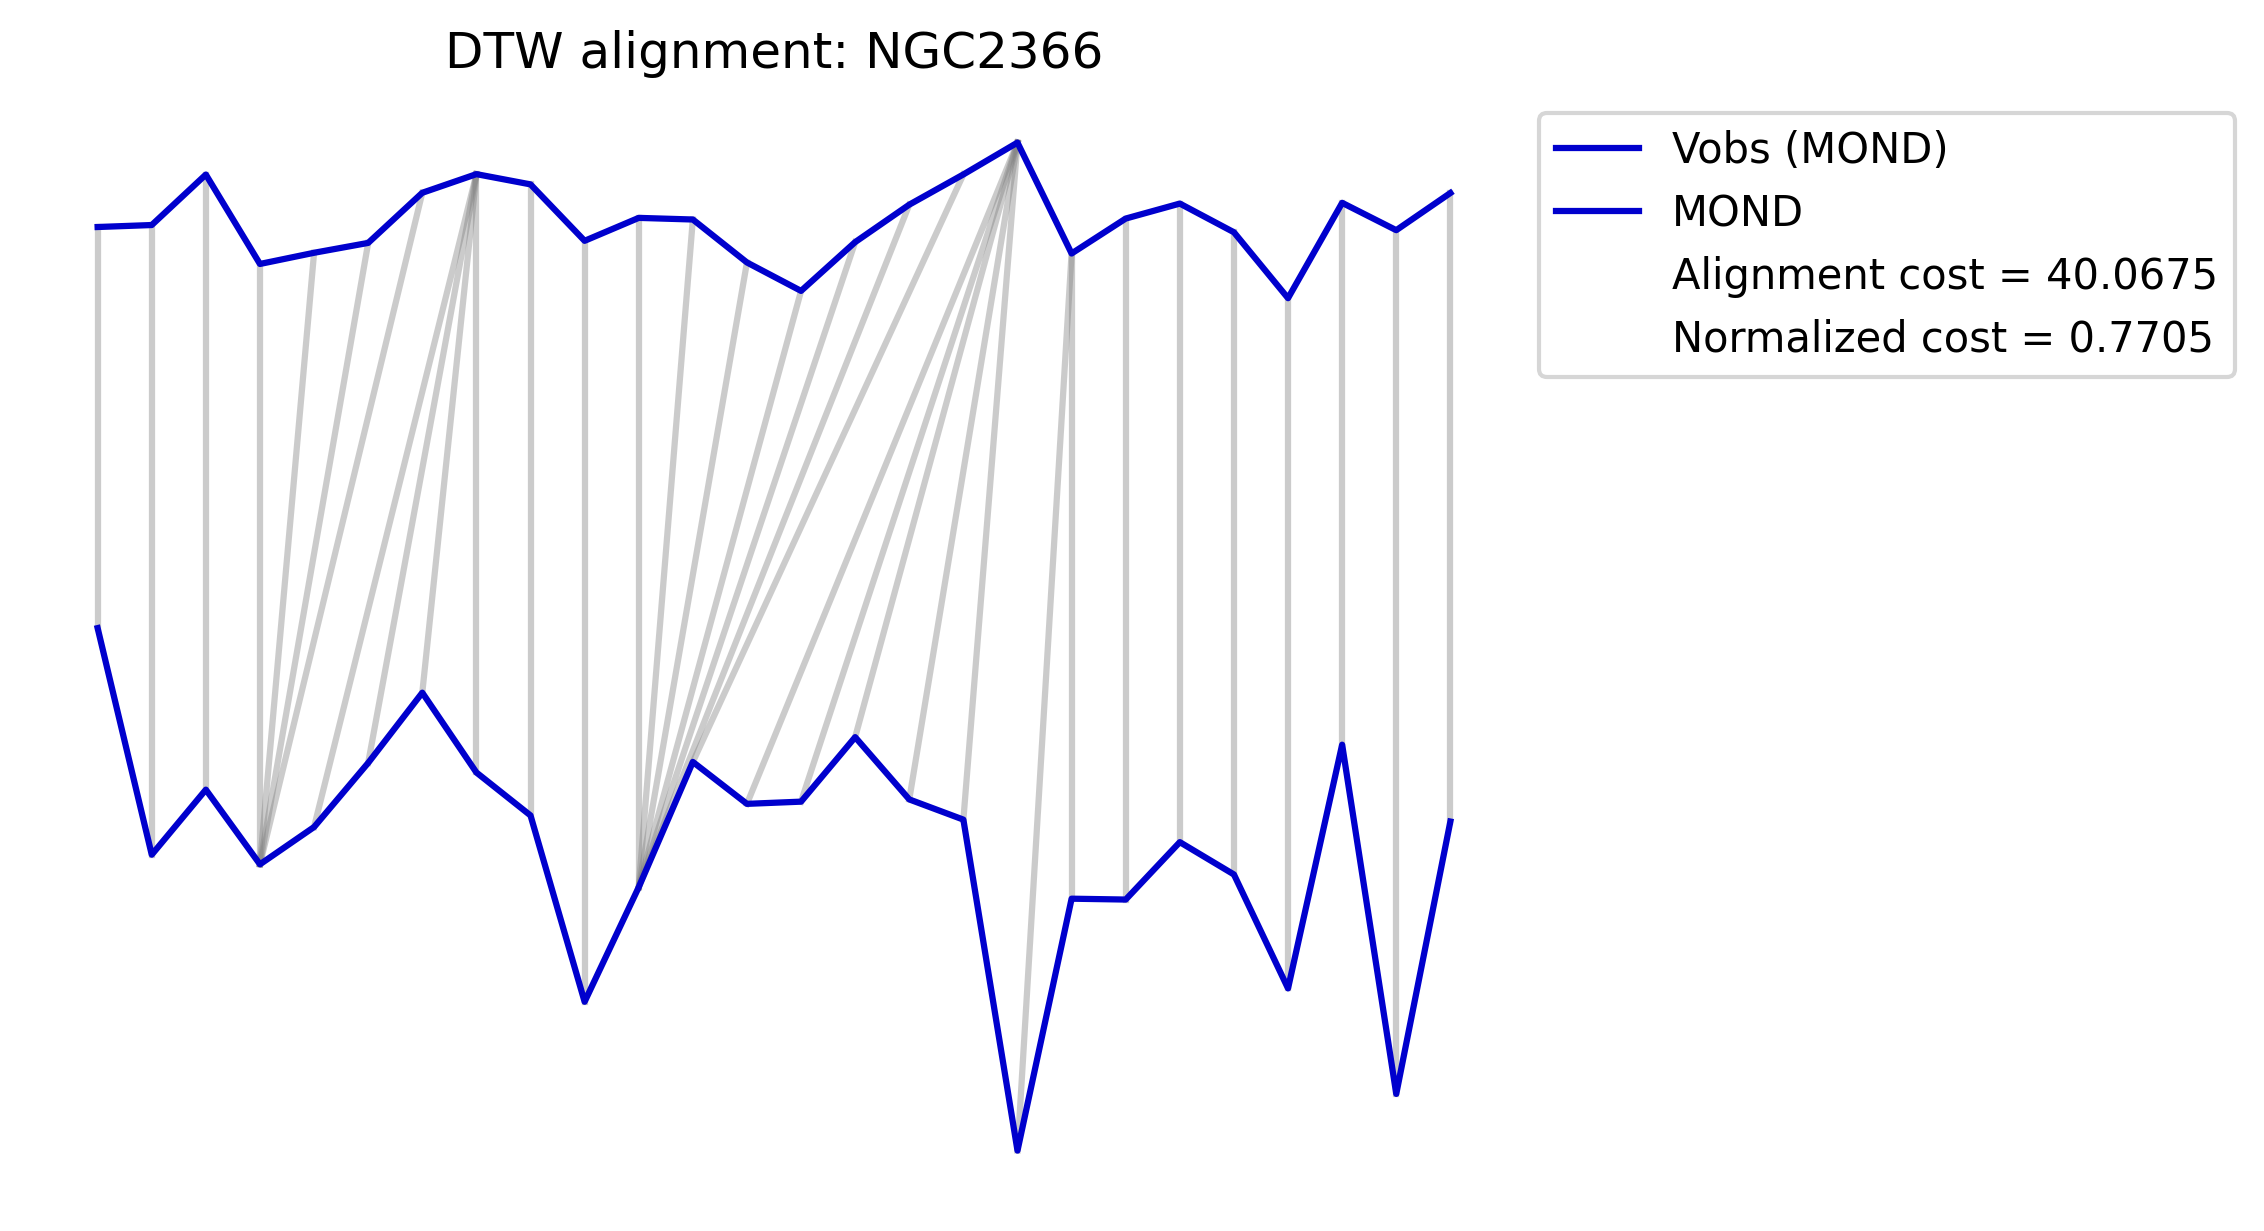 DTW alignment: NGC2366
Vobs (MOND)
MOND
Alignment cost = 40.0675
Normalized cost = 0.7705